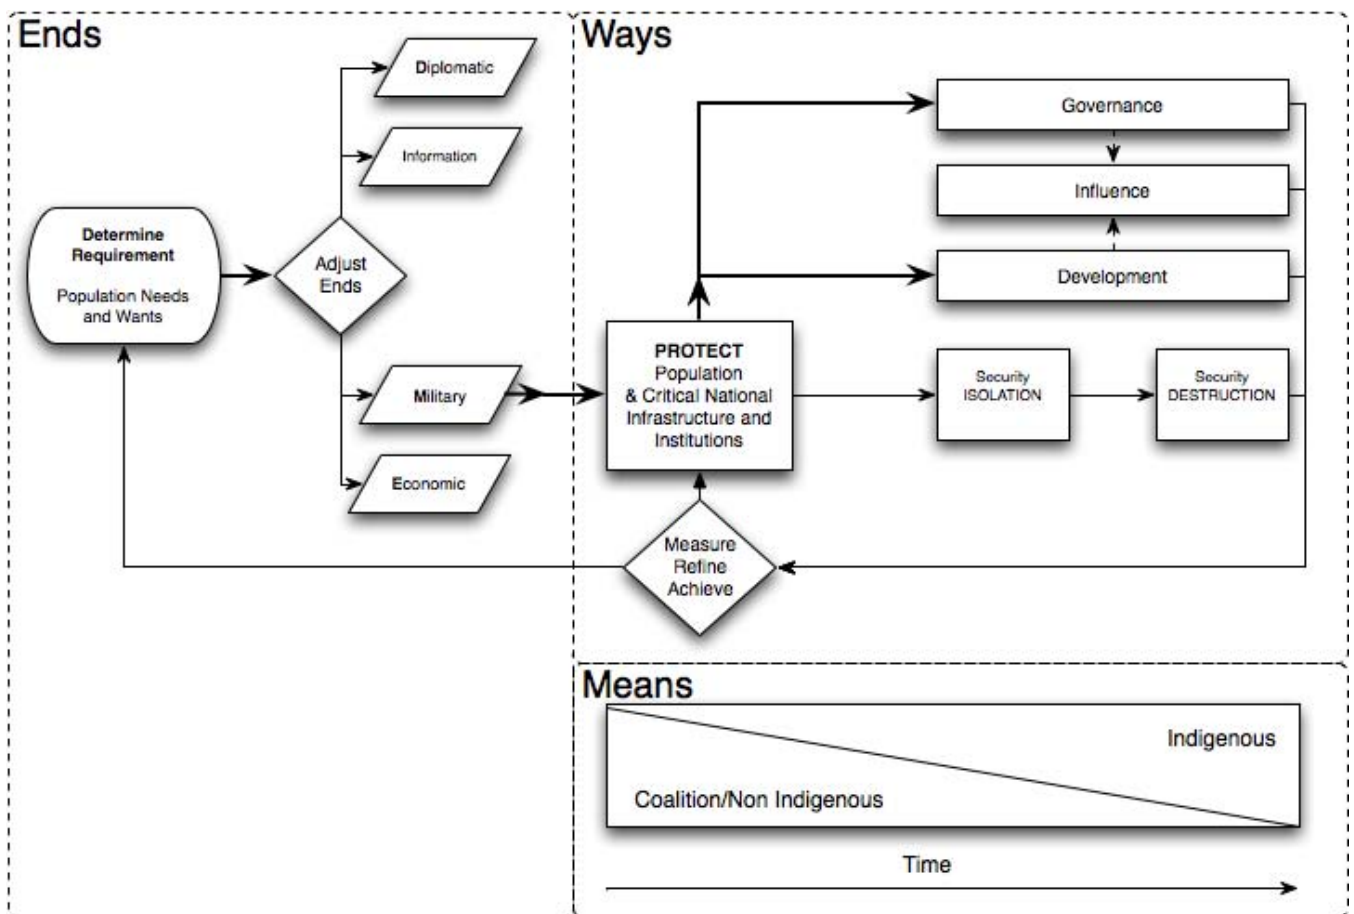 Ends
Diplomatic
Information
Determine
Requirement
Population Needs
and Wants
Adjust
Ends
Military
Economic
Ways
Governance
Influence
Development
PROTECT
Population
& Critical National
Infrastructure and
Institutions
Security
ISOLATION
Security
DESTRUCTION
Measure
Refine
Achieve
Means
Indigenous
Coalition/Non Indigenous
Time